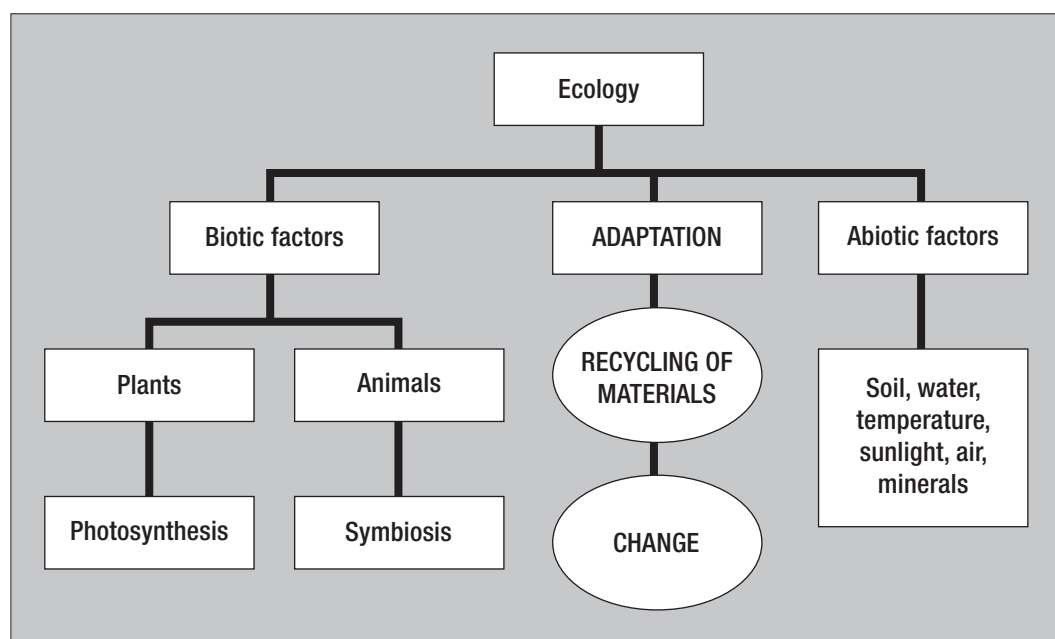 Ecology
Biotic factors
ADAPTATION
Abiotic factors
Plants
Animals
RECYCLING OF
MATERIALS
Soil, water,
temperature,
sunlight, air,
minerals
Photosynthesis
Symbiosis
CHANGE